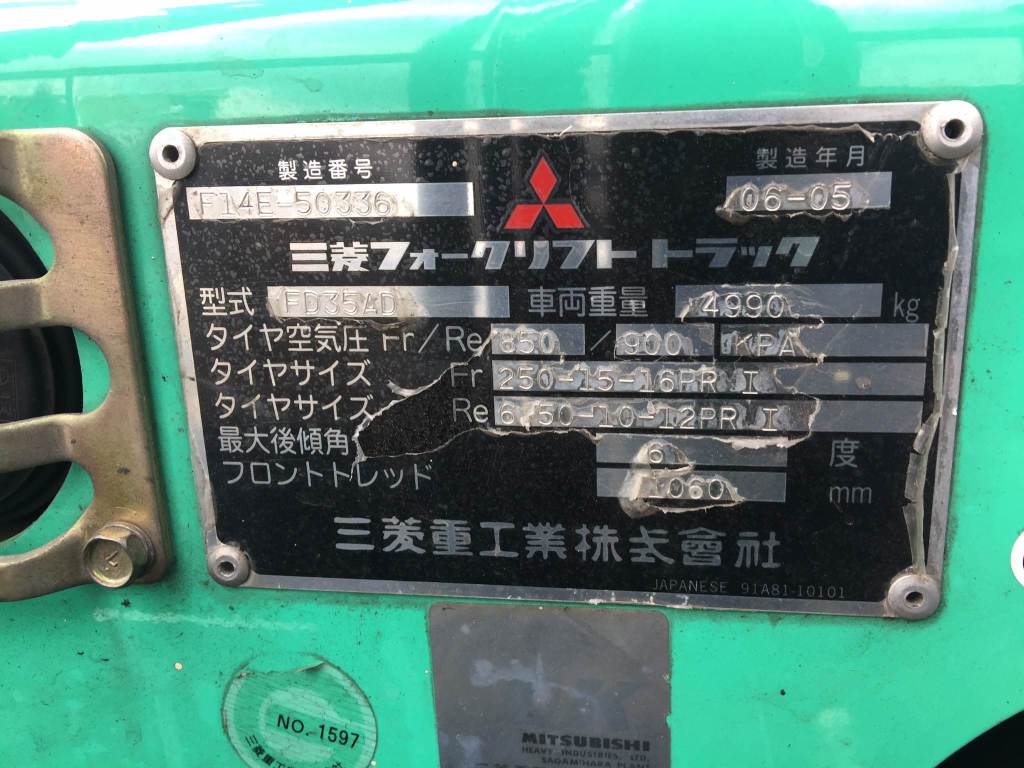 製造番号 製造年月
F14E-50336 06-05
三菱フォークリフト トラック
型式 FD35AD 車両重量 4990 kg
タイヤ空気圧 Fr/Re 850 / 900 KPA
タイヤサイズ Fr 250-15-16PR I
タイヤサイズ Re 6.50-10-12PR I
最大後傾角 6 度
フロントトレッド 1060 mm
三菱重工業株式會社
JAPANESE 91A81-10101
NO.-1597
三菱重工
MITSUBISHI
HEAVY INDUSTRIES, LTD.
SAGAMIHARA PLANT